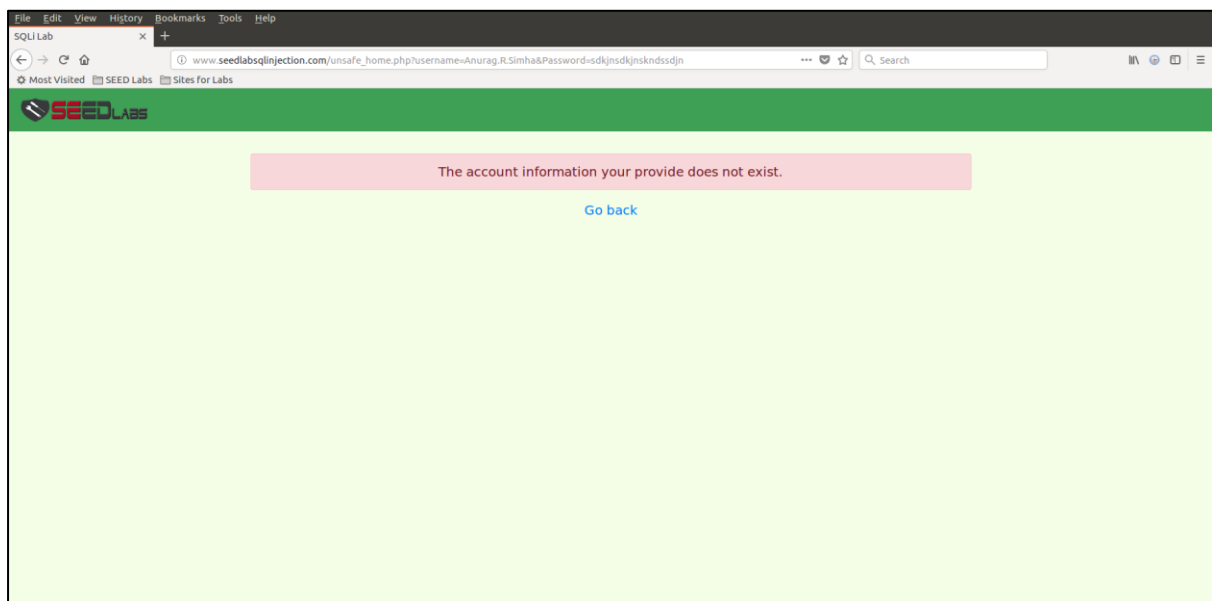 File Edit View History Bookmarks Tools Help
SQLi Lab
www.seedlabsqlinjection.com/unsafe_home.php?username=Anurag.R.Simha&Password=sdkjnsdkjnskndssdjn
Search
Most Visited SEED Labs Sites for Labs
SEEDLABS
The account information your provide does not exist.
Go back